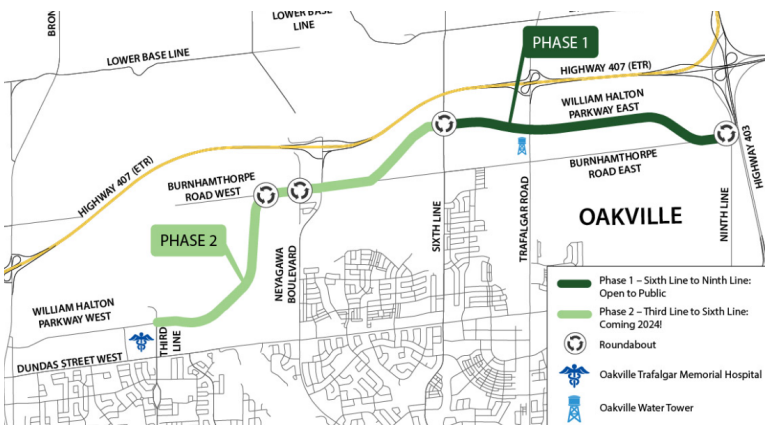 BRON
LOWER BASE LINE
LOWER BASE
LINE
PHASE 1
HIGHWAY 407 (ETR)
WILLIAM HALTON
PARKWAY EAST
HIGHWAY 403
BURNHAMTHORPE
ROAD EAST
BURNHAMTHORPE
ROAD WEST
HIGHWAY 407 (ETR)
SIXTH LINE
TRAFALGAR ROAD
OAKVILLE
NINTH LINE
PHASE 2
NEYAGAWA
BOULEVARD
WILLIAM HALTON
PARKWAY WEST
THIRD
LINE
DUNDAS STREET WEST
Phase 1 – Sixth Line to Ninth Line:
Open to Public
Phase 2 – Third Line to Sixth Line:
Coming 2024!
Roundabout
Oakville Trafalgar Memorial Hospital
Oakville Water Tower